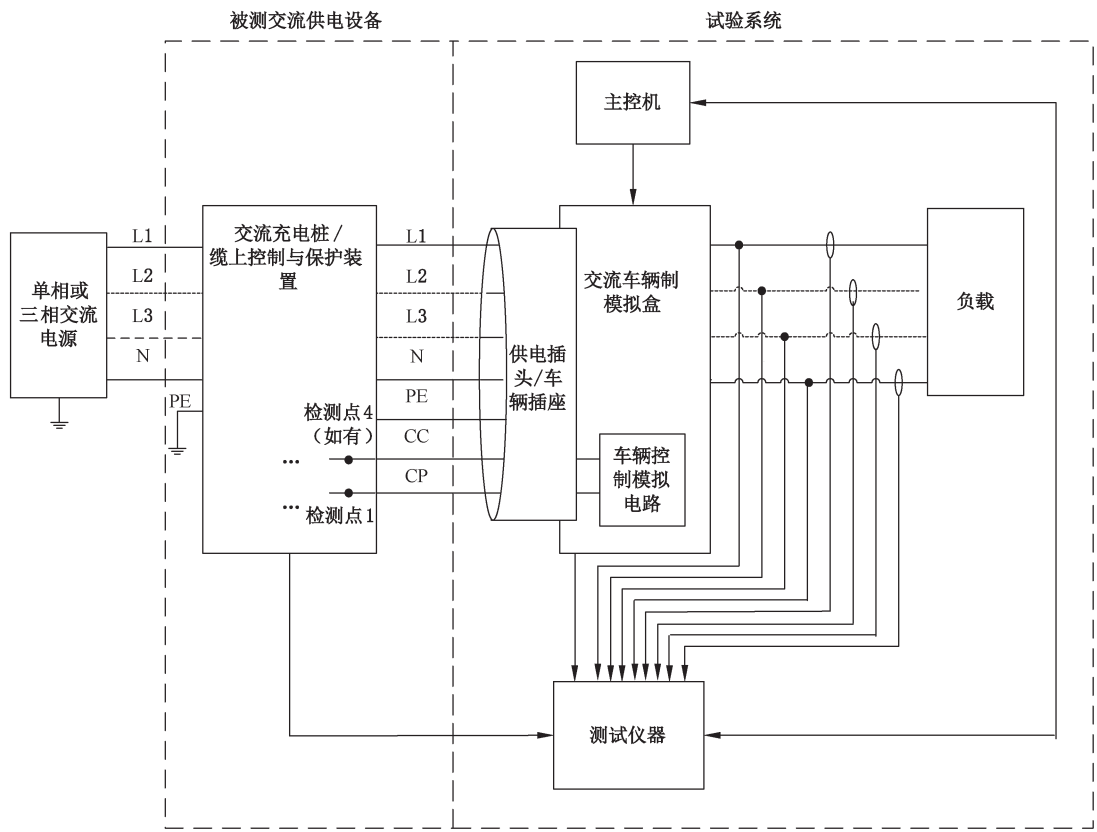 被测交流供电设备
试验系统
主控机
单相或
三相交流
电源
L1
L2
L3
N
PE
交流充电桩/
缆上控制与保护装
置
检测点4
（如有）
...
...
检测点1
L1
L2
L3
N
PE
CC
CP
供电插
头/车
辆插座
交流车辆制
模拟盒
车辆控
制模拟
电路
负载
测试仪器